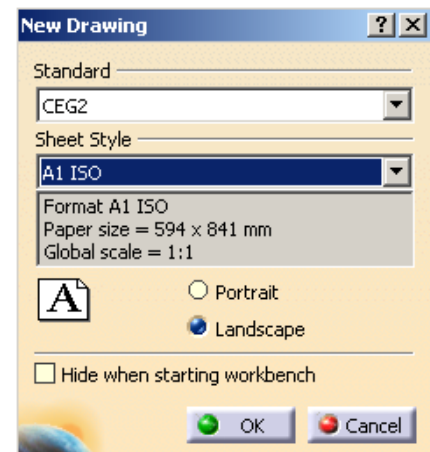 New Drawing
Standard
CEG2
Sheet Style
A1 ISO
Format A1 ISO
Paper size = 594 x 841 mm
Global scale = 1:1
A
Portrait
Landscape
Hide when starting workbench
OK Cancel